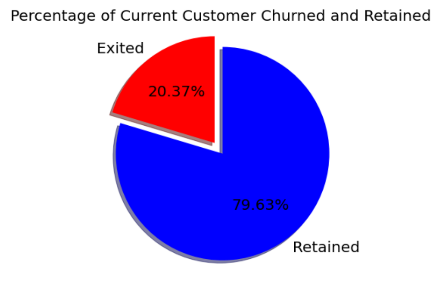 Percentage of Current Customer Churned and Retained
Exited
20.37%
79.63%
Retained